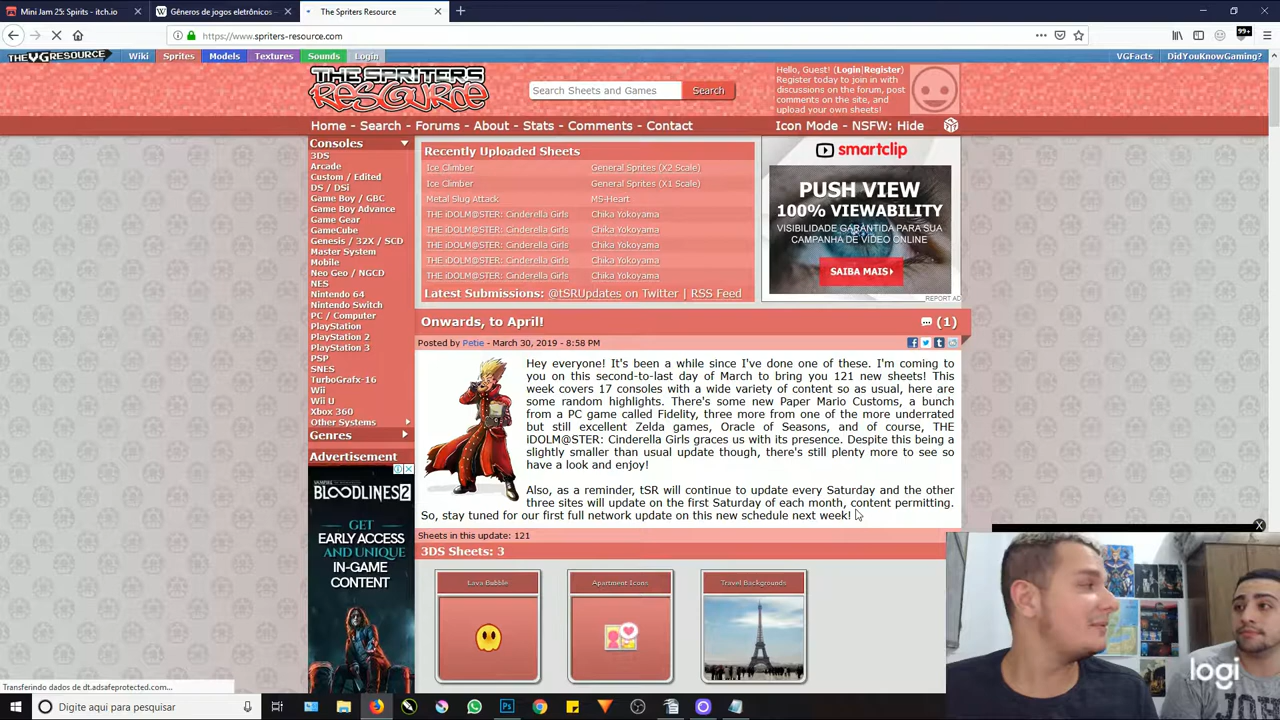 Mini Jam 25: Spirits - itch.io
Gêneros de jogos eletrônicos –
The Spriters Resource
https://www.spriters-resource.com
99+
THE VG RESOURCE
Wiki
Sprites
Models
Textures
Sounds
Login
VGFacts
DidYouKnowGaming?
THE SPRITERS RESOURCE
Search Sheets and Games
Search
Hello, Guest! (Login|Register)
Register today to join in with
discussions on the forum, post
comments on the site, and
upload your own sheets!
Home - Search - Forums - About - Stats - Comments - Contact
Icon Mode - NSFW: Hide
Consoles
3DS
Arcade
Custom / Edited
DS / DSi
Game Boy / GBC
Game Boy Advance
Game Gear
GameCube
Genesis / 32X / SCD
Master System
Mobile
Neo Geo / NGCD
NES
Nintendo 64
Nintendo Switch
PC / Computer
PlayStation
PlayStation 2
PlayStation 3
PSP
SNES
TurboGrafx-16
Wii
Wii U
Xbox 360
Other Systems
Genres
Advertisement
BLOODLINES 2
GET
EARLY ACCESS
AND UNIQUE
IN-GAME
CONTENT
Recently Uploaded Sheets
Ice Climber General Sprites (X2 Scale)
Ice Climber General Sprites (X1 Scale)
Metal Slug Attack MS-Heart
THE iDOLM@STER: Cinderella Girls Chika Yokoyama
THE iDOLM@STER: Cinderella Girls Chika Yokoyama
THE iDOLM@STER: Cinderella Girls Chika Yokoyama
THE iDOLM@STER: Cinderella Girls Chika Yokoyama
THE iDOLM@STER: Cinderella Girls Chika Yokoyama
Latest Submissions: @tSRUpdates on Twitter | RSS Feed
smartclip
PUSH VIEW
100% VIEWABILITY
VISIBILIDADE GARANTIDA PARA SUA
CAMPANHA DE VÍDEO ONLINE
SAIBA MAIS
REPORT AD
Onwards, to April!
(1)
Posted by Petie - March 30, 2019 - 8:58 PM
Hey everyone! It's been a while since I've done one of these. I'm coming to
you on this second-to-last day of March to bring you 121 new sheets! This
week covers 17 consoles with a wide variety of content so as usual, here are
some random highlights. There's some new Paper Mario Customs, a bunch
from a PC game called Fidelity, three more from one of the more underrated
but still excellent Zelda games, Oracle of Seasons, and of course, THE
iDOLM@STER: Cinderella Girls graces us with its presence. Despite this being a
slightly smaller than usual update though, there's still plenty more to see so
have a look and enjoy!
Also, as a reminder, tSR will continue to update every Saturday and the other
three sites will update on the first Saturday of each month, content permitting.
So, stay tuned for our first full network update on this new schedule next week!
Sheets in this update: 121
3DS Sheets: 3
Lava Bubble
Apartment Icons
Travel Backgrounds
X
logi
Transferindo dados de dt.adsafeprotected.com...
Digite aqui para pesquisar
Ps